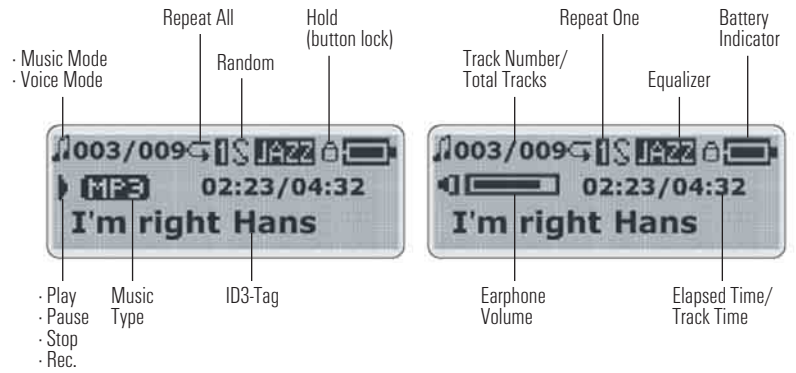 Repeat All
Hold
(button lock)
Repeat One
Battery
Indicator
· Music Mode
· Voice Mode
Random
Track Number/
Total Tracks
Equalizer
003/009 1 S JAZZ
MP3 02:23/04:32
I'm right Hans
003/009 1 S JAZZ
02:23/04:32
I'm right Hans
· Play
· Pause
· Stop
· Rec.
Music
Type
ID3-Tag
Earphone
Volume
Elapsed Time/
Track Time